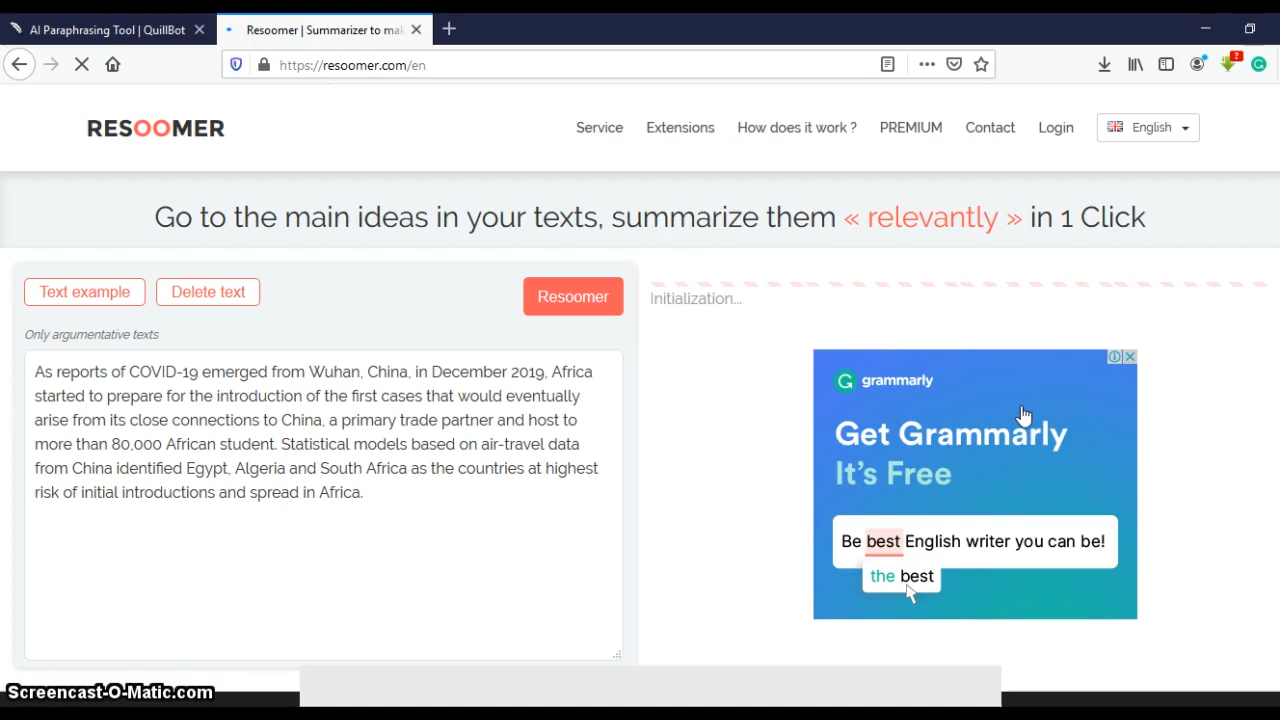 AI Paraphrasing Tool | QuillBot
Resoomer | Summarizer to mak
https://resoomer.com/en
?
RESOOMER
Service
Extensions
How does it work ?
PREMIUM
Contact
Login
English
Go to the main ideas in your texts, summarize them « relevantly » in 1 Click
Text example
Delete text
Resoomer
Initialization...
Only argumentative texts
As reports of COVID-19 emerged from Wuhan, China, in December 2019, Africa
started to prepare for the introduction of the first cases that would eventually
arise from its close connections to China, a primary trade partner and host to
more than 80,000 African student. Statistical models based on air-travel data
from China identified Egypt, Algeria and South Africa as the countries at highest
risk of initial introductions and spread in Africa.
grammarly
Get Grammarly
It's Free
Be best English writer you can be!
the best
Screencast-O-Matic.com